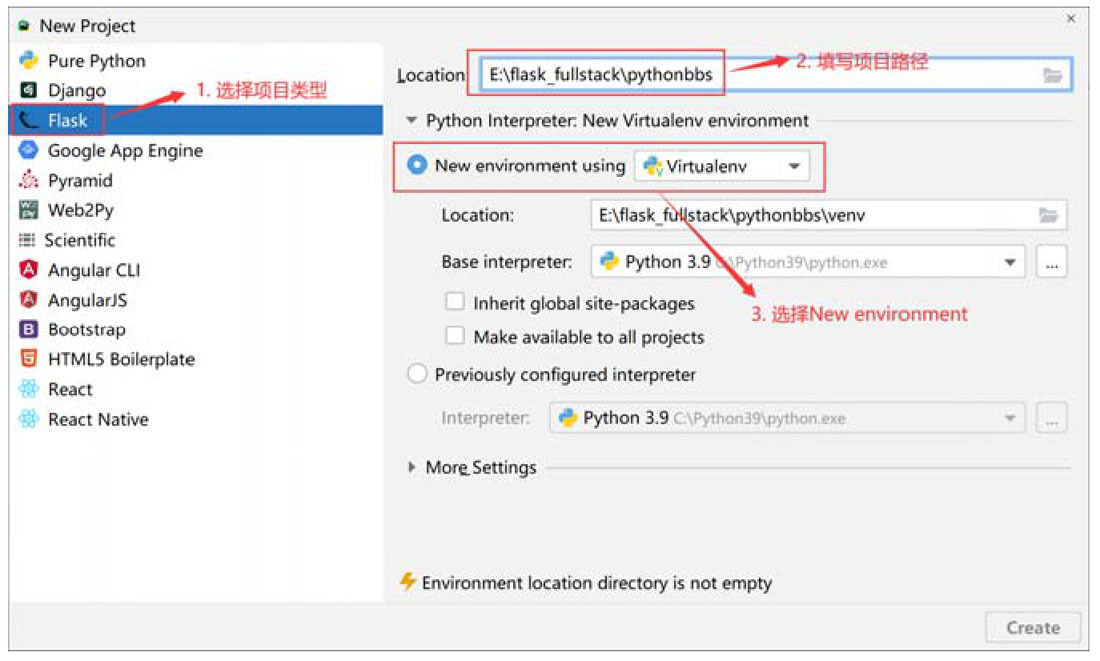 New Project
Pure Python
Django
Flask
Google App Engine
Pyramid
Web2Py
Scientific
Angular CLI
AngularJS
Bootstrap
HTML5 Boilerplate
React
React Native
1. 选择项目类型
Location
E:\flask_fullstack\pythonbbs
2. 填写项目路径
Python Interpreter: New Virtualenv environment
New environment using Virtualenv
Location: E:\flask_fullstack\pythonbbs\venv
Base interpreter: Python 3.9 C:\Python39\python.exe ...
Inherit global site-packages
3. 选择New environment
Make available to all projects
Previously configured interpreter
Interpreter: Python 3.9 C:\Python39\python.exe ...
More Settings
Environment location directory is not empty
Create